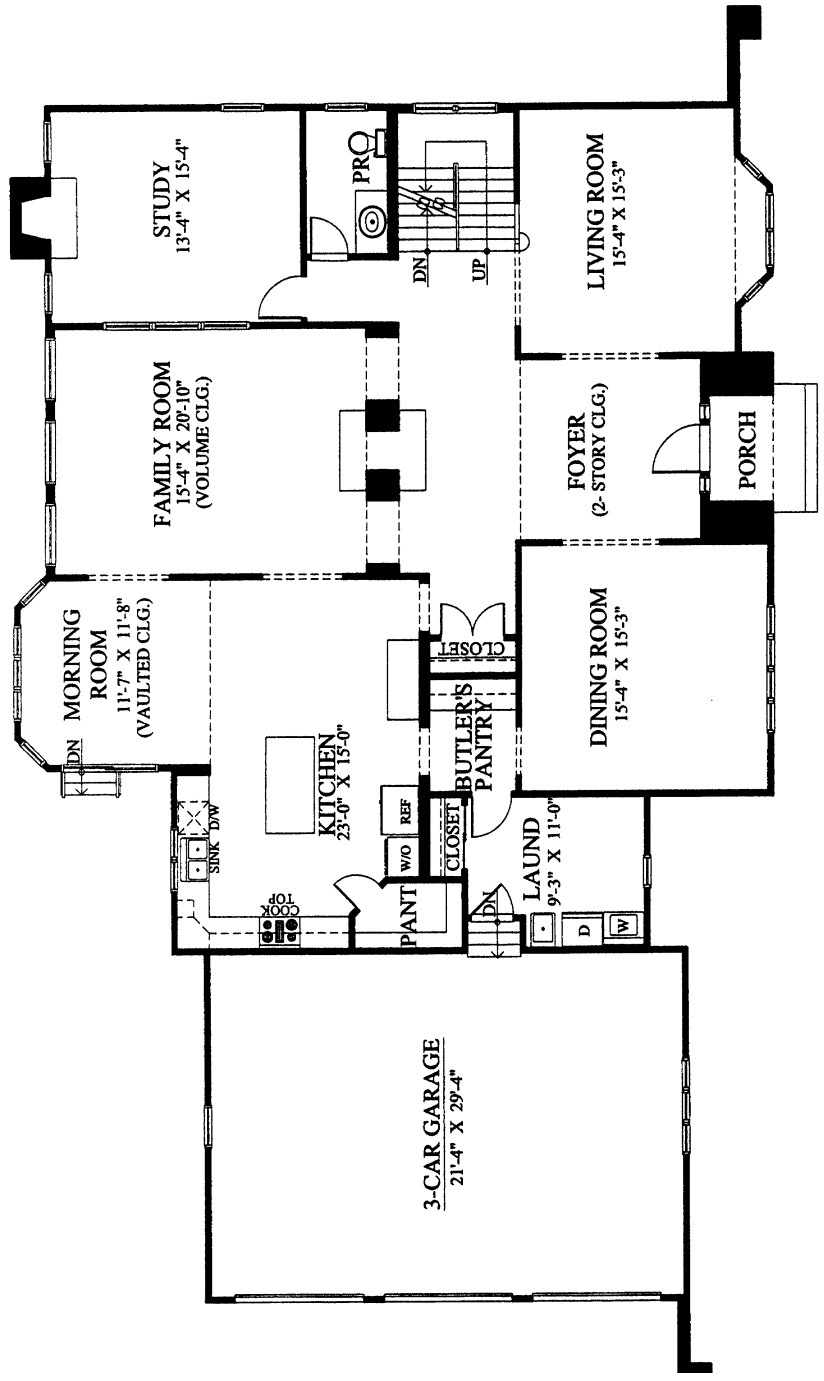 STUDY
13'-4" X 15'-4"
PR
DN
UP
LIVING ROOM
15'-4" X 15'-3"
FAMILY ROOM
15'-4" X 20'-10"
(VOLUME CLG.)
FOYER
(2- STORY CLG.)
PORCH
MORNING
ROOM
11'-7" X 11'-8"
(VAULTED CLG.)
DN
CLOSET
DINING ROOM
15'-4" X 15'-3"
BUTLER'S
PANTRY
KITCHEN
23'-0" X 15'-0"
D/W
SINK
REF
W/O
COOK
TOP
PANT
CLOSET
LAUND
9'-3" X 11'-0"
DN
D
W
3-CAR GARAGE
21'-4" X 29'-4"